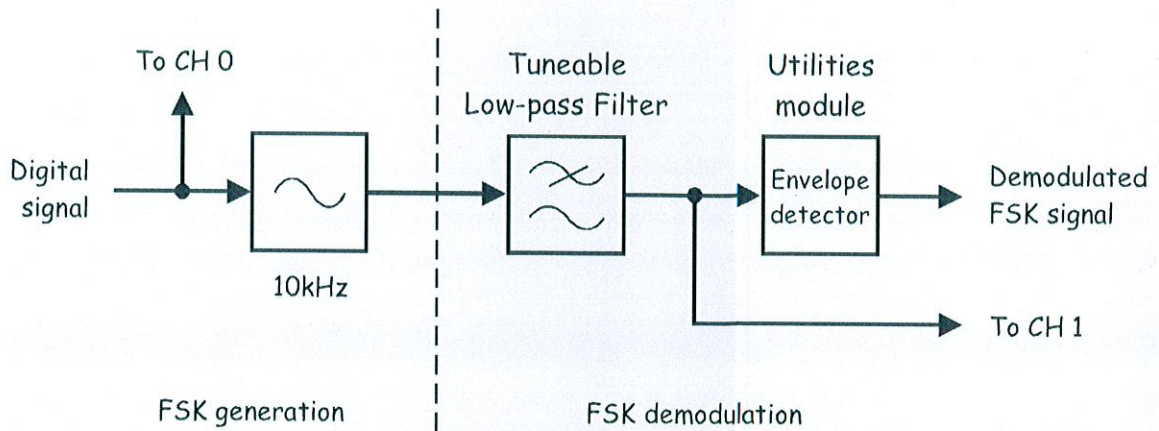 To CH 0
Tuneable
Low-pass Filter
Utilities
module
Digital
signal
Envelope
detector
Demodulated
FSK signal
10kHz
To CH 1
FSK generation
FSK demodulation